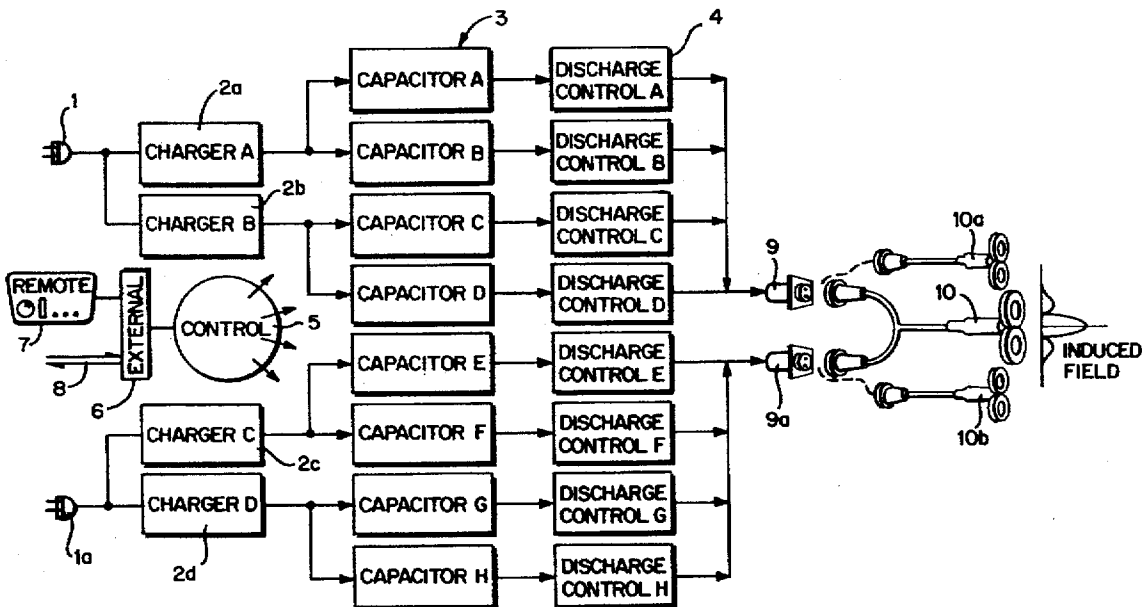 3
4
2a
CAPACITOR A
DISCHARGE
CONTROL A
1
CHARGER A
CAPACITOR B
DISCHARGE
CONTROL B
2b
CHARGER B
CAPACITOR C
DISCHARGE
CONTROL C
10a
9
REMOTE
...
7
EXTERNAL
CONTROL
5
CAPACITOR D
DISCHARGE
CONTROL D
10
INDUCED
FIELD
8
6
CAPACITOR E
DISCHARGE
CONTROL E
9a
10b
CHARGER C
2c
CAPACITOR F
DISCHARGE
CONTROL F
1a
CHARGER D
2d
CAPACITOR G
DISCHARGE
CONTROL G
CAPACITOR H
DISCHARGE
CONTROL H